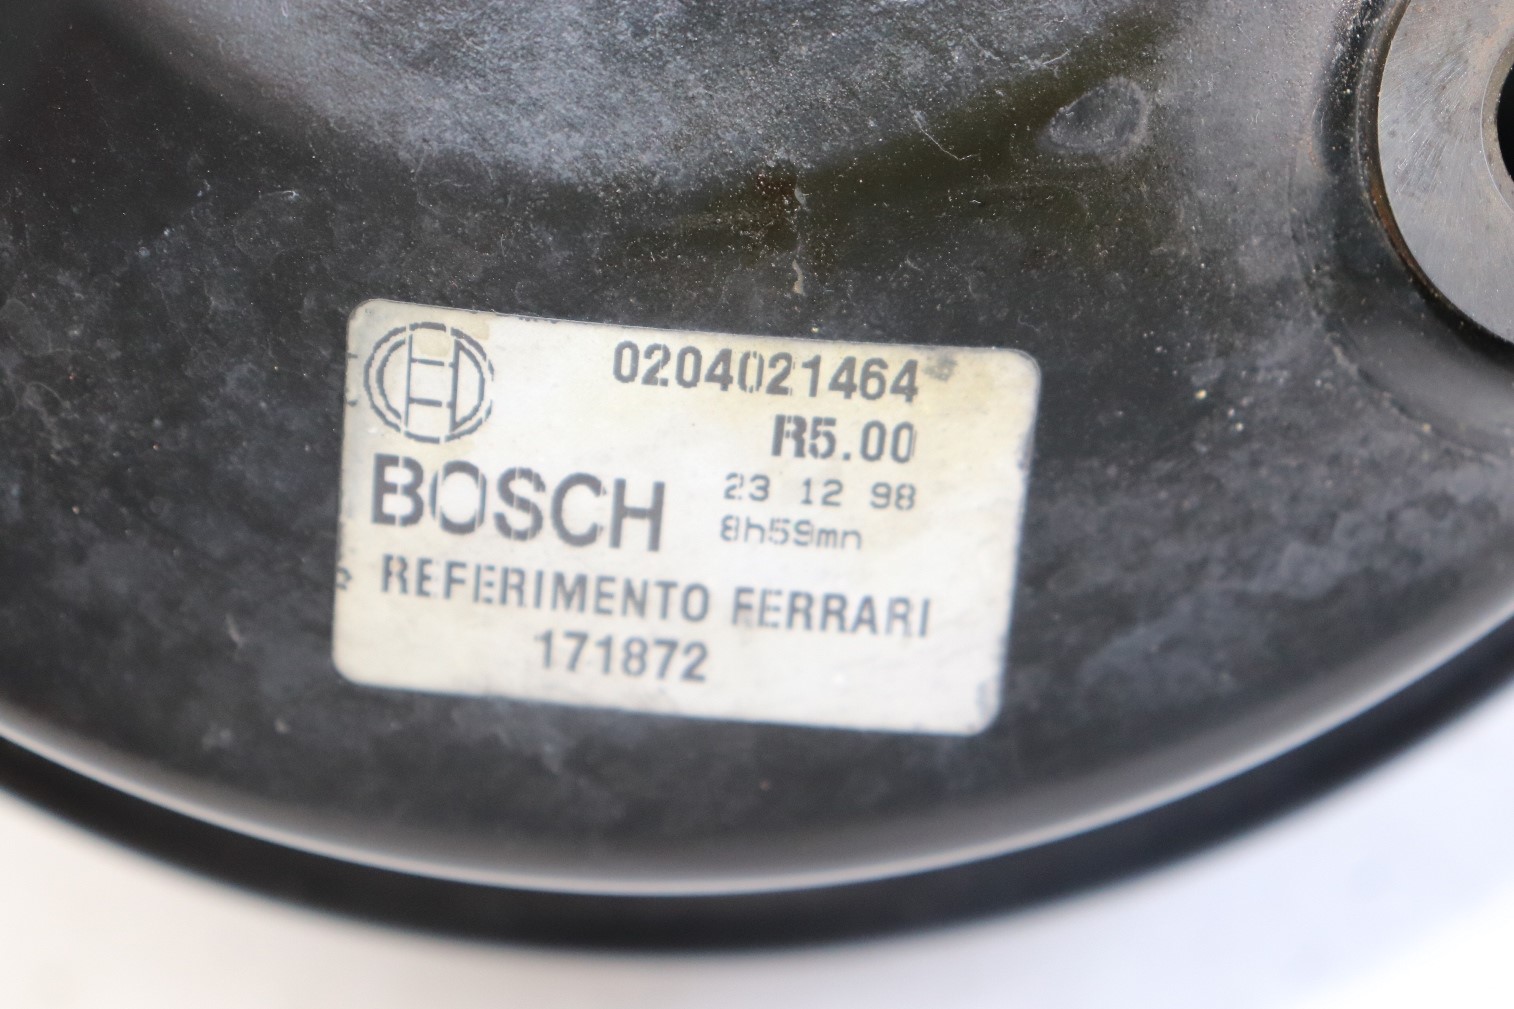 0204021464
R5.00
BOSCH
23 12 98
8h59mn
REFERIMENTO FERRARI
171872